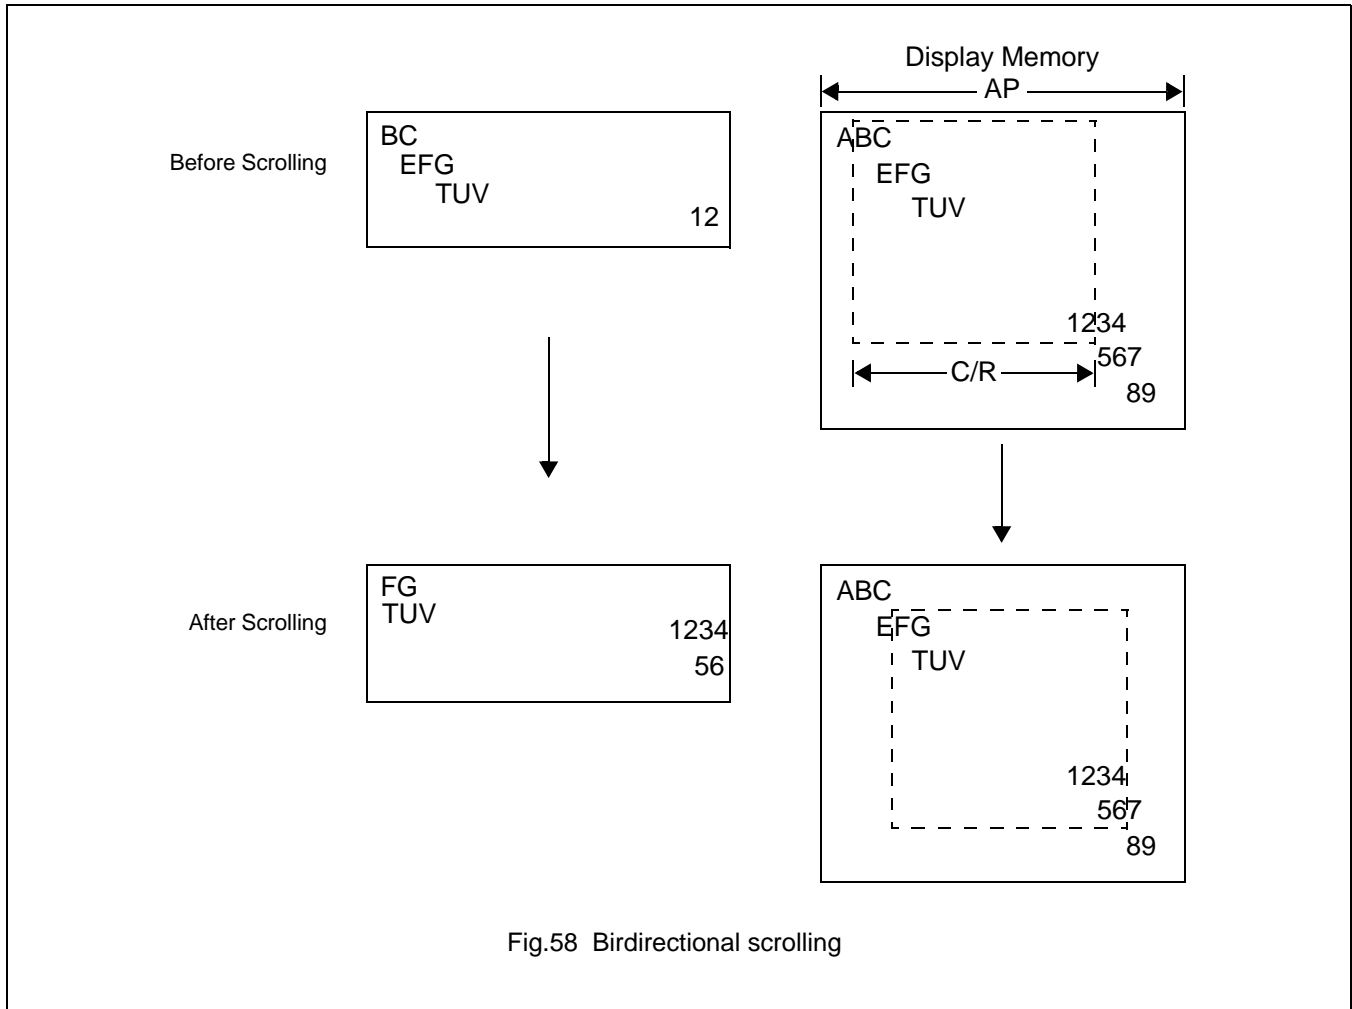 Display Memory
AP
Before Scrolling
BC
EFG
TUV
12
ABC
EFG
TUV
1234
567
89
C/R
After Scrolling
FG
TUV
1234
56
ABC
EFG
TUV
1234
567
89
Fig.58 Birdirectional scrolling